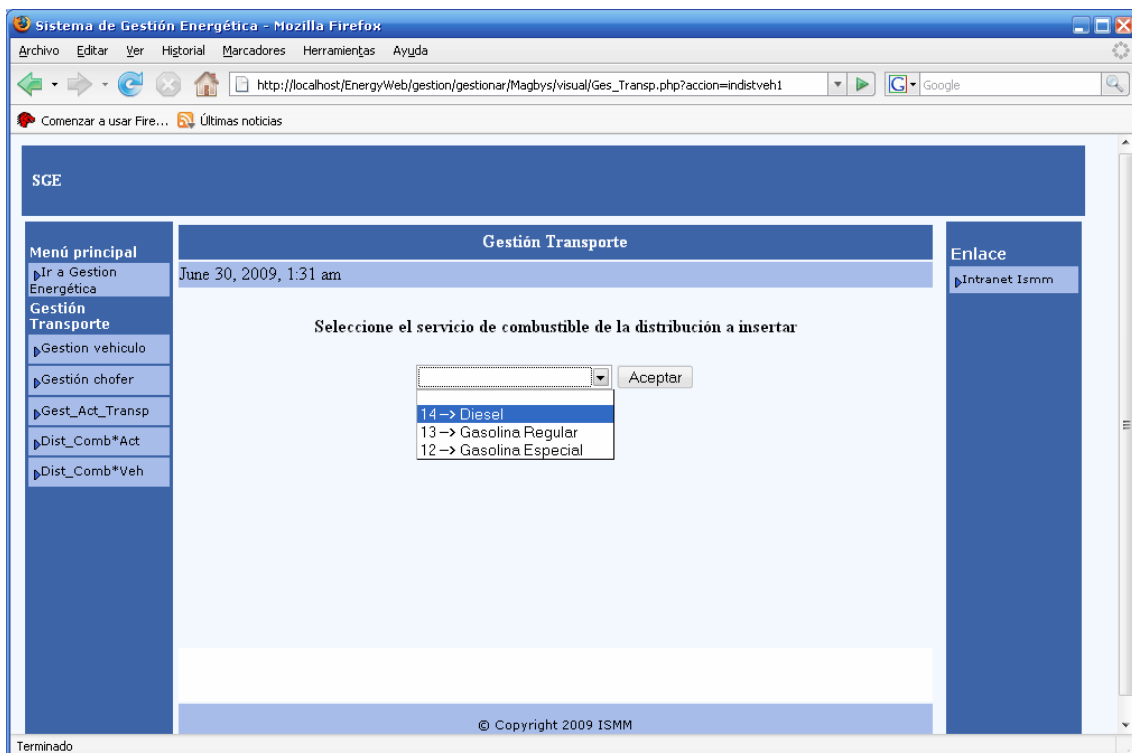 Sistema de Gestión Energética - Mozilla Firefox
Archivo Editar Ver Historial Marcadores Herramientas Ayuda
http://localhost/EnergyWeb/gestion/gestionar/Magbys/visual/Ges_Transp.php?accion=indistveh1
G Google
Comenzar a usar Fire... Últimas noticias
SGE
Menú principal
Ir a Gestion
Energética
Gestión
Transporte
Gestion vehiculo
Gestión chofer
Gest_Act_Transp
Dist_Comb*Act
Dist_Comb*Veh
Gestión Transporte
June 30, 2009, 1:31 am
Seleccione el servicio de combustible de la distribución a insertar
Aceptar
14--> Diesel
13--> Gasolina Regular
12--> Gasolina Especial
Enlace
Intranet Ismm
© Copyright 2009 ISMM
Terminado